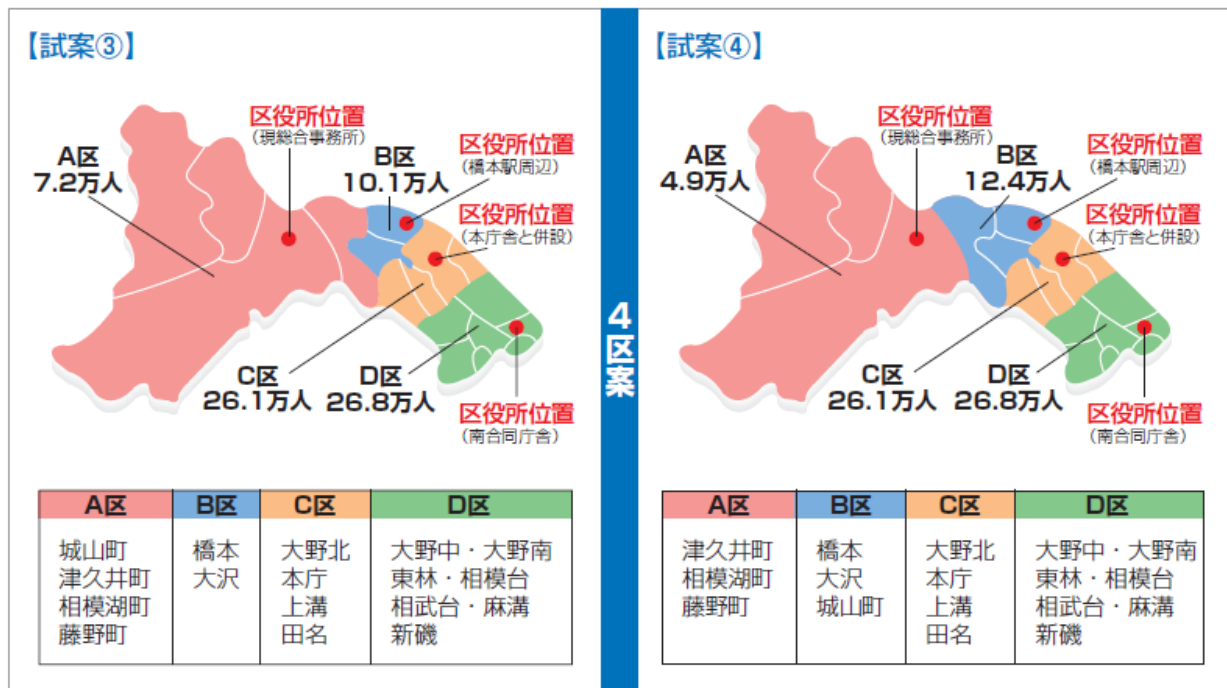 【試案③】
区役所位置
（現総合事務所）
A区
7.2万人
B区
10.1万人
区役所位置
（橋本駅周辺）
区役所位置
（本庁舎と併設）
C区
26.1万人
D区
26.8万人
区役所位置
（南合同庁舎）
A区 B区 C区 D区
城山町 橋本 大野北 大野中・大野南
津久井町 大沢 本庁 東林・相模台
相模湖町 上溝 相武台・麻溝
藤野町 田名 新磯
4区案
【試案④】
区役所位置
（現総合事務所）
A区
4.9万人
B区
12.4万人
区役所位置
（橋本駅周辺）
区役所位置
（本庁舎と併設）
C区
26.1万人
D区
26.8万人
区役所位置
（南合同庁舎）
A区 B区 C区 D区
津久井町 橋本 大野北 大野中・大野南
相模湖町 大沢 本庁 東林・相模台
藤野町 城山町 上溝 相武台・麻溝
田名 新磯